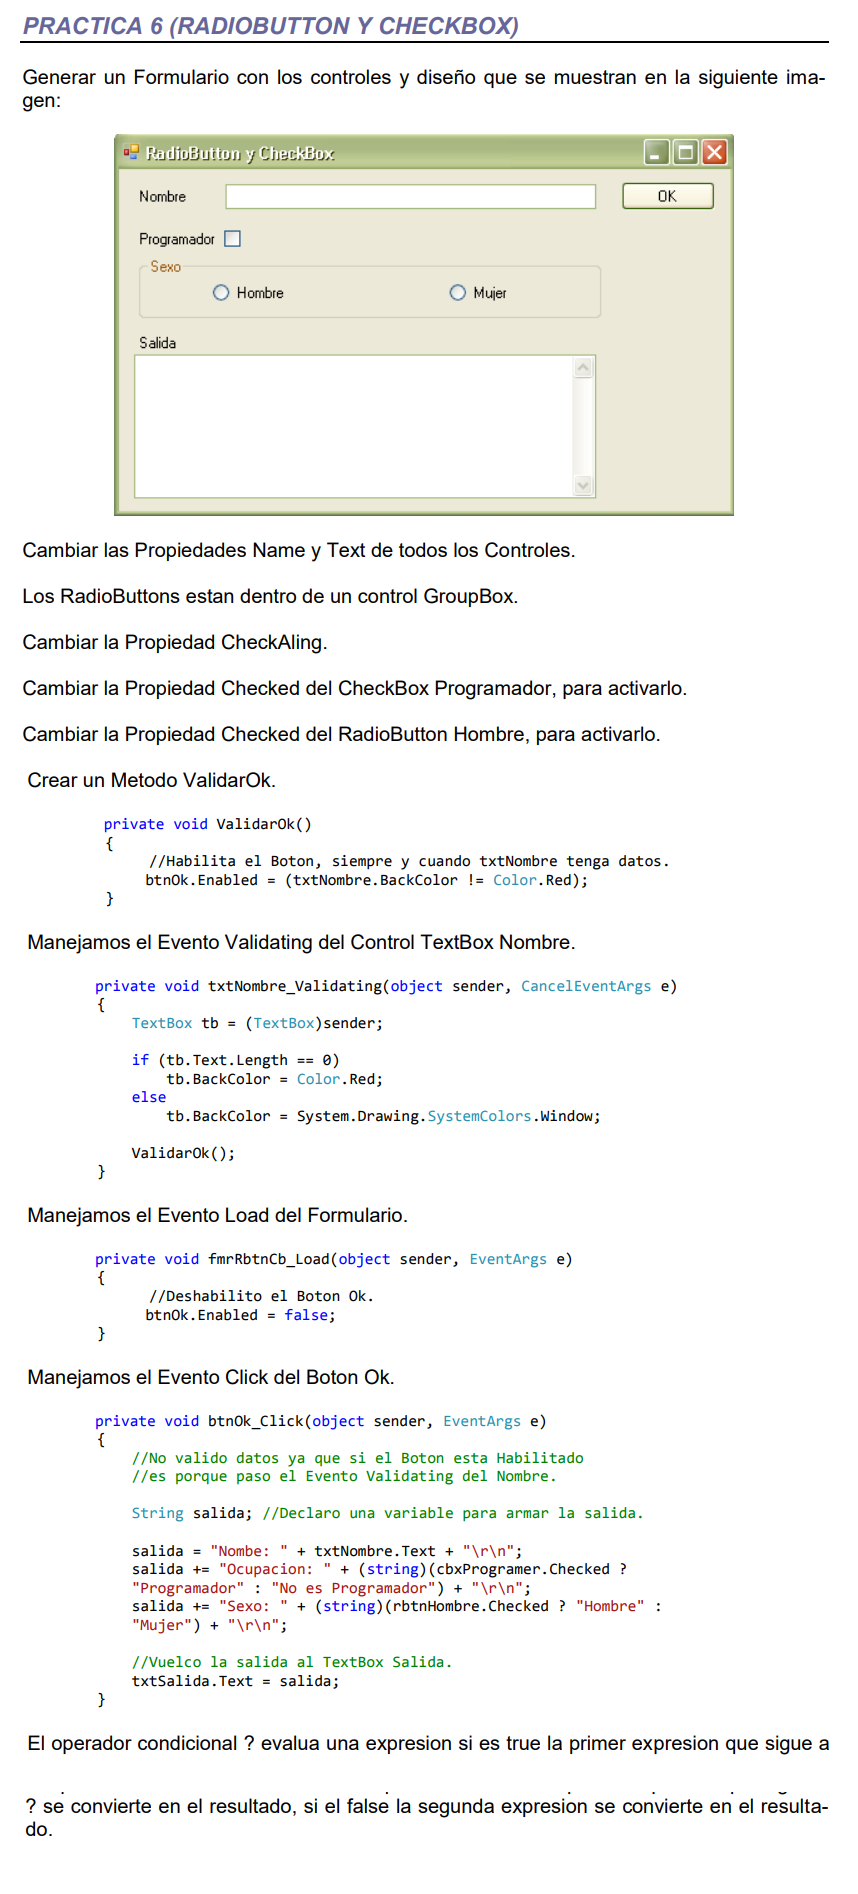 PRACTICA 6 (RADIOBUTTON Y CHECKBOX)
Generar un Formulario con los controles y diseño que se muestran en la siguiente ima-
gen:
RadioButton y CheckBox
Nombre
OK
Programador
Sexo
Hombre
Mujer
Salida
Cambiar las Propiedades Name y Text de todos los Controles.
Los RadioButtons estan dentro de un control GroupBox.
Cambiar la Propiedad CheckAling.
Cambiar la Propiedad Checked del CheckBox Programador, para activarlo.
Cambiar la Propiedad Checked del RadioButton Hombre, para activarlo.
Crear un Metodo ValidarOk.
private void ValidarOk()
{
//Habilita el Boton, siempre y cuando txtNombre tenga datos.
btnOk.Enabled = (txtNombre.BackColor != Color.Red);
}
Manejamos el Evento Validating del Control TextBox Nombre.
private void txtNombre_Validating(object sender, CancelEventArgs e)
{
TextBox tb = (TextBox)sender;
if (tb.Text.Length == 0)
tb.BackColor = Color.Red;
else
tb.BackColor = System.Drawing.SystemColors.Window;
ValidarOk();
}
Manejamos el Evento Load del Formulario.
private void fmrRbtnCb_Load(object sender, EventArgs e)
{
//Deshabilito el Boton Ok.
btnOk.Enabled = false;
}
Manejamos el Evento Click del Boton Ok.
private void btnOk_Click(object sender, EventArgs e)
{
//No valido datos ya que si el Boton esta Habilitado
//es porque paso el Evento Validating del Nombre.
String salida; //Declaro una variable para armar la salida.
salida = "Nombe: " + txtNombre.Text + "\r\n";
salida += "Ocupacion: " + (string)(cbxProgramer.Checked ?
"Programador" : "No es Programador") + "\r\n";
salida += "Sexo: " + (string)(rbtnHombre.Checked ? "Hombre" :
"Mujer") + "\r\n";
//Vuelco la salida al TextBox Salida.
txtSalida.Text = salida;
}
El operador condicional ? evalua una expresion si es true la primer expresion que sigue a
? se convierte en el resultado, si el false la segunda expresion se convierte en el resulta-
do.